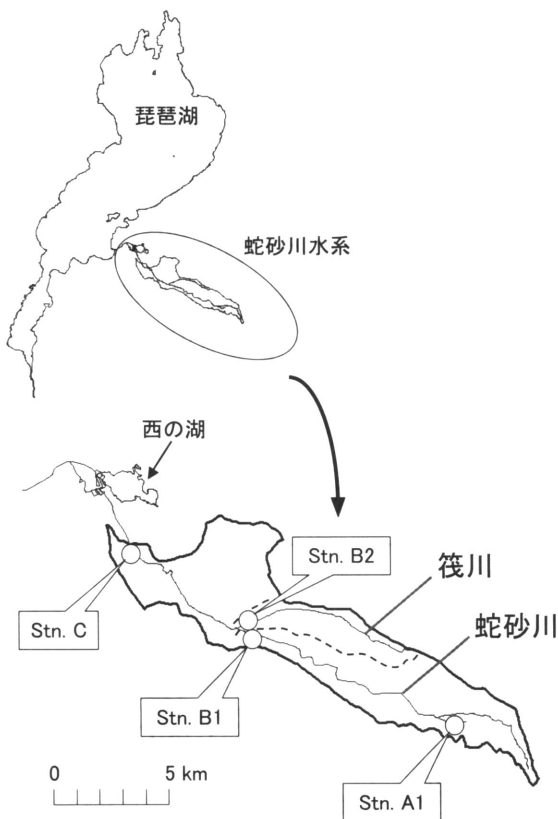 琵琶湖
蛇砂川水系
西の湖
Stn. B2
筏川
蛇砂川
Stn. C
Stn. B1
Stn. A1
0 5 km